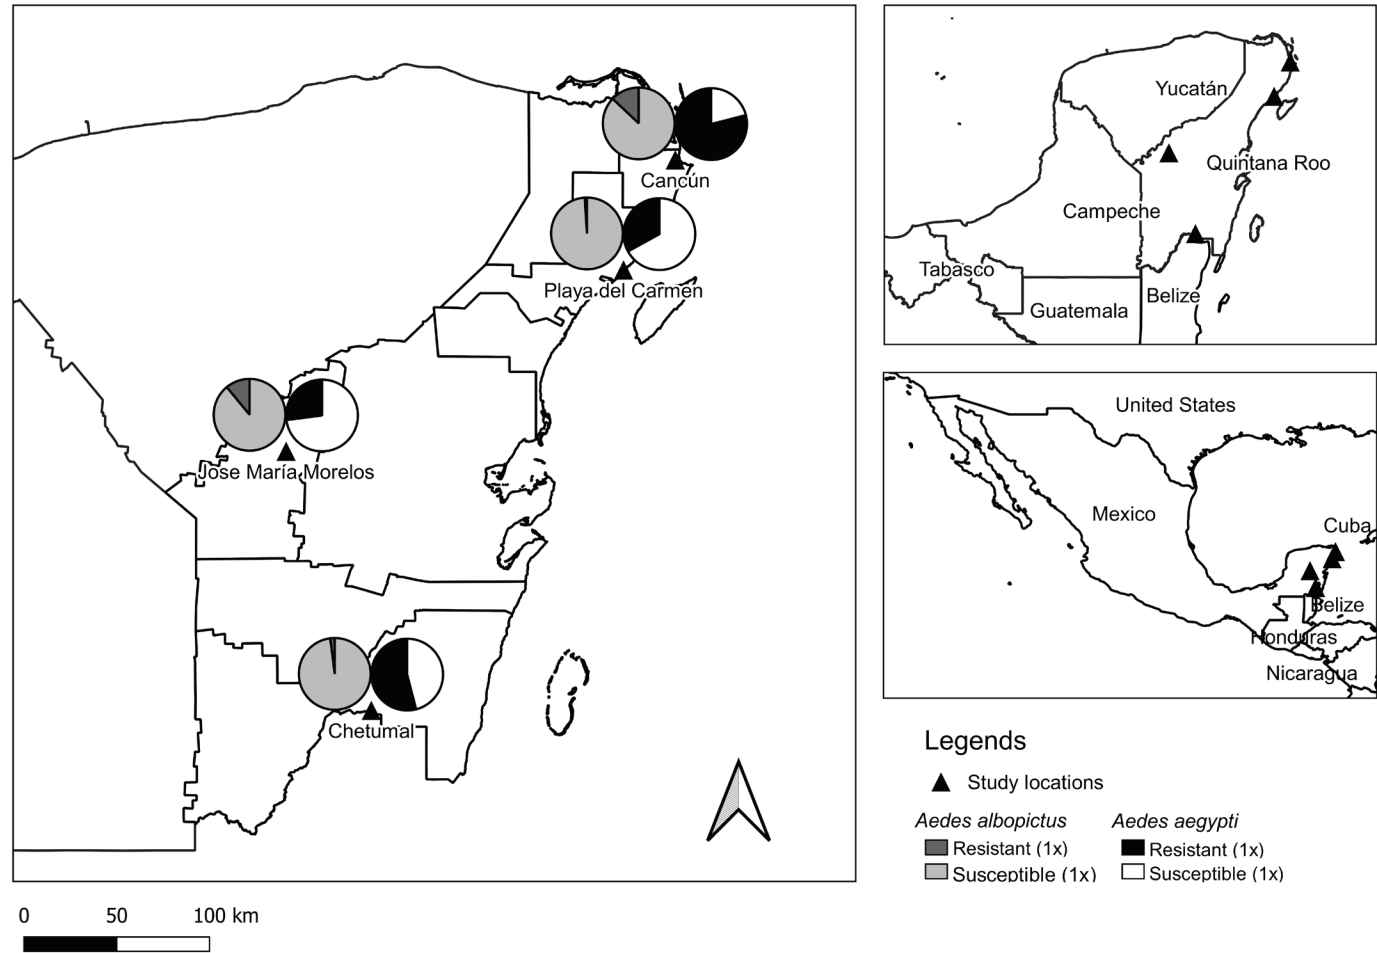 Cancún
Playa del Carmen
Jose María Morelos
Chetumal
0 50 100 km
Yucatán
Quintana Roo
Campeche
Tabasco
Guatemala
Belize
United States
Mexico
Cuba
Belize
Honduras
Nicaragua
Legends
Study locations
Aedes albopictus Aedes aegypti
Resistant (1x) Resistant (1x)
Susceptible (1x) Susceptible (1x)